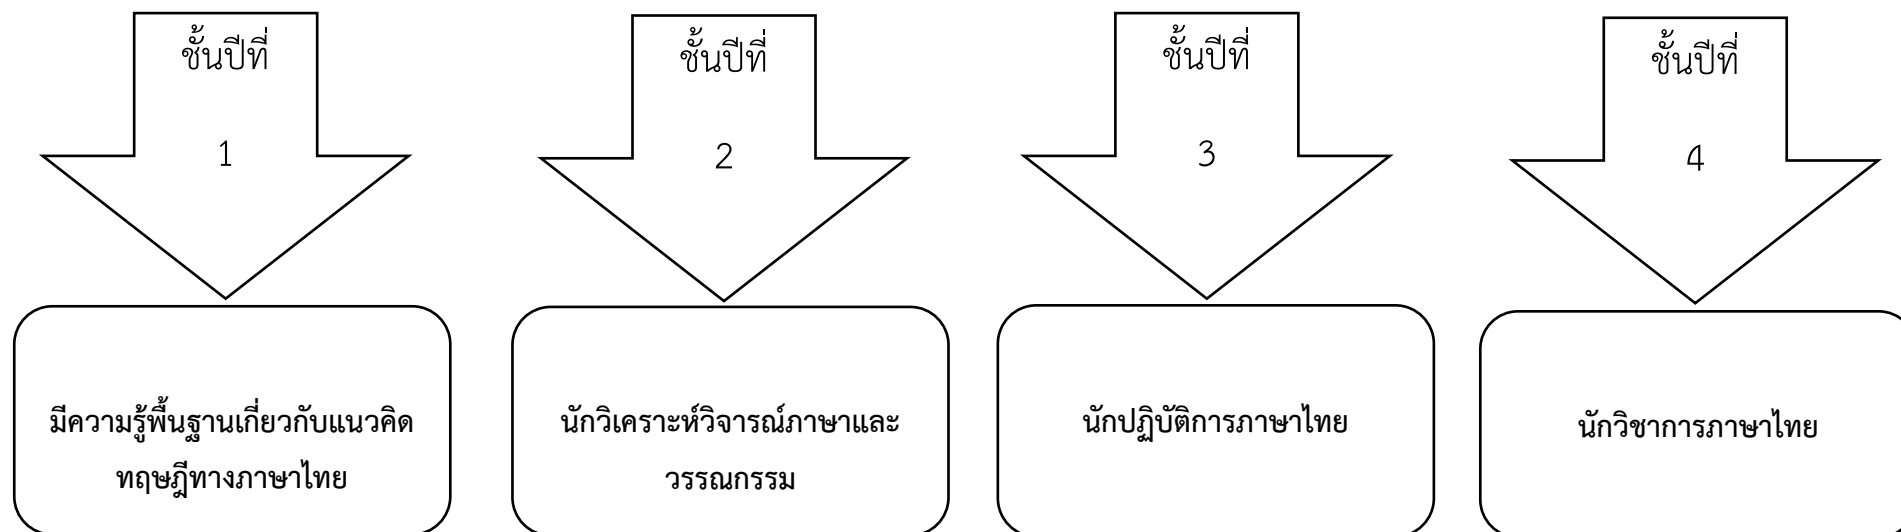 ชั้นปีที่
1
ชั้นปีที่
2
ชั้นปีที่
3
ชั้นปีที่
4
มีความรู้พื้นฐานเกี่ยวกับแนวคิด
ทฤษฎีทางภาษาไทย
นักวิเคราะห์วิจารณ์ภาษาและ
วรรณกรรม
นักปฏิบัติการภาษาไทย
นักวิชาการภาษาไทย